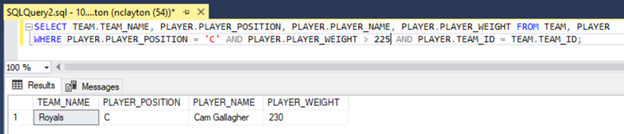 SQLQuery2.sql - 10....ton (nclayton (54))*
SELECT TEAM.TEAM_NAME, PLAYER.PLAYER_POSITION, PLAYER.PLAYER_NAME, PLAYER.PLAYER_WEIGHT FROM TEAM, PLAYER
WHERE PLAYER.PLAYER_POSITION = 'C' AND PLAYER.PLAYER_WEIGHT > 225 AND PLAYER.TEAM_ID = TEAM.TEAM_ID;
100 %
Results Messages
TEAM_NAME PLAYER_POSITION PLAYER_NAME PLAYER_WEIGHT
1 Royals C Cam Gallagher 230